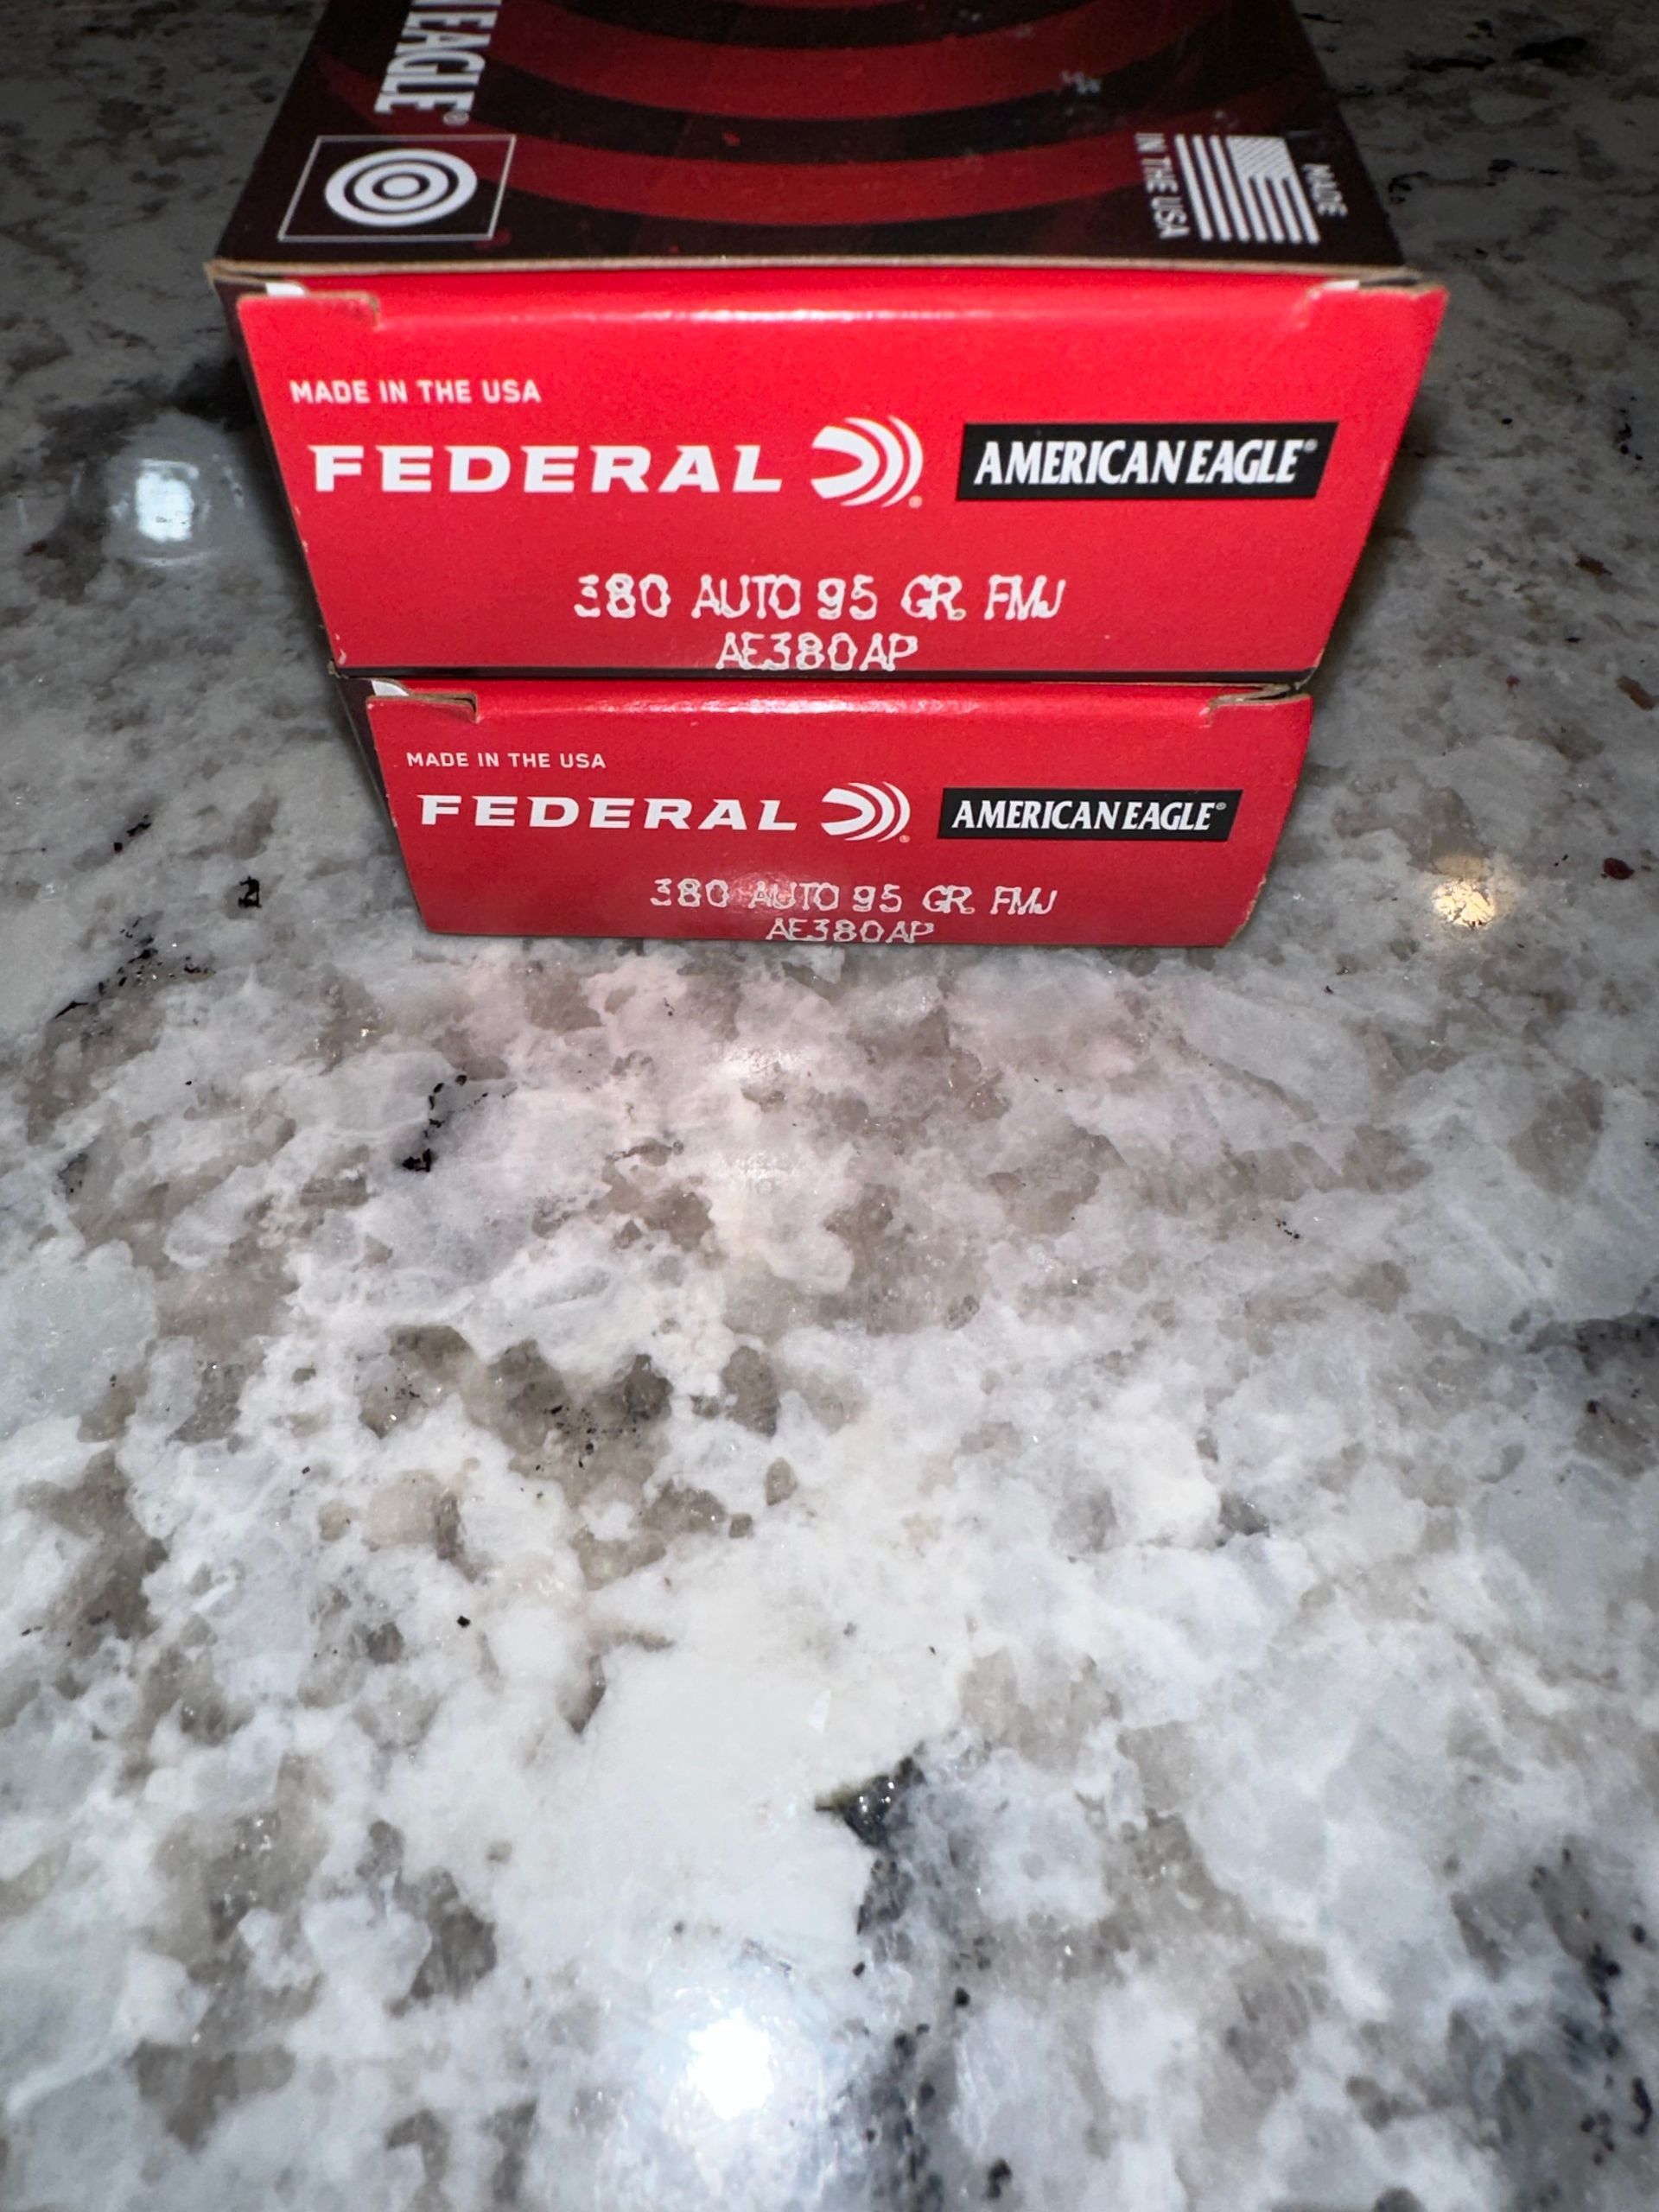 EAGLE®
MADE
IN THE USA
MADE IN THE USA
FEDERAL® AMERICAN EAGLE®
380 AUTO 95 GR. FMJ
AE380AP
MADE IN THE USA
FEDERAL® AMERICAN EAGLE®
380 AUTO 95 GR. FMJ
AE380AP